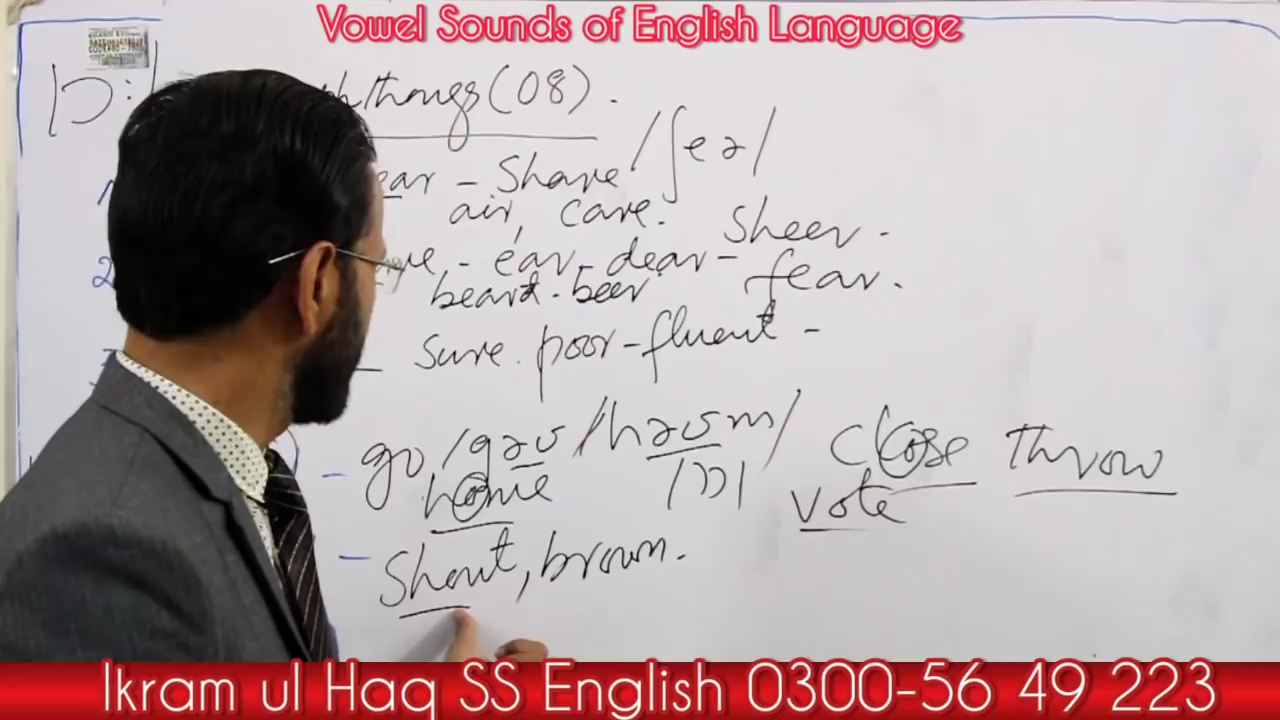 Vowel Sounds of English Language
hthongs (08).
ear - Share /ʃeə/
air, care.
- ear - dear - Sheer.
beard - beer fear.
Sure. poor - fluent -
- go, /gəʊ /həʊm/ close throw
home /ɒ/ vote
- Shout, brown.
Ikram ul Haq SS English 0300-56 49 223